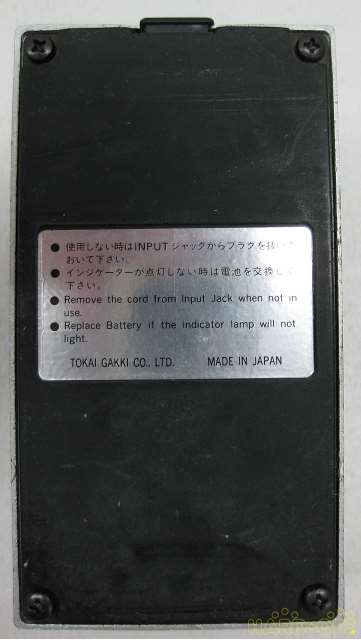 ● 使用しない時はINPUTジャックからプラグを抜いて
おいて下さい。
● インジケーターが点灯しない時は電池を交換して
下さい。
● Remove the cord from Input Jack when not in
use.
● Replace Battery if the indicator lamp will not
light.
TOKAI GAKKI CO., LTD. MADE IN JAPAN